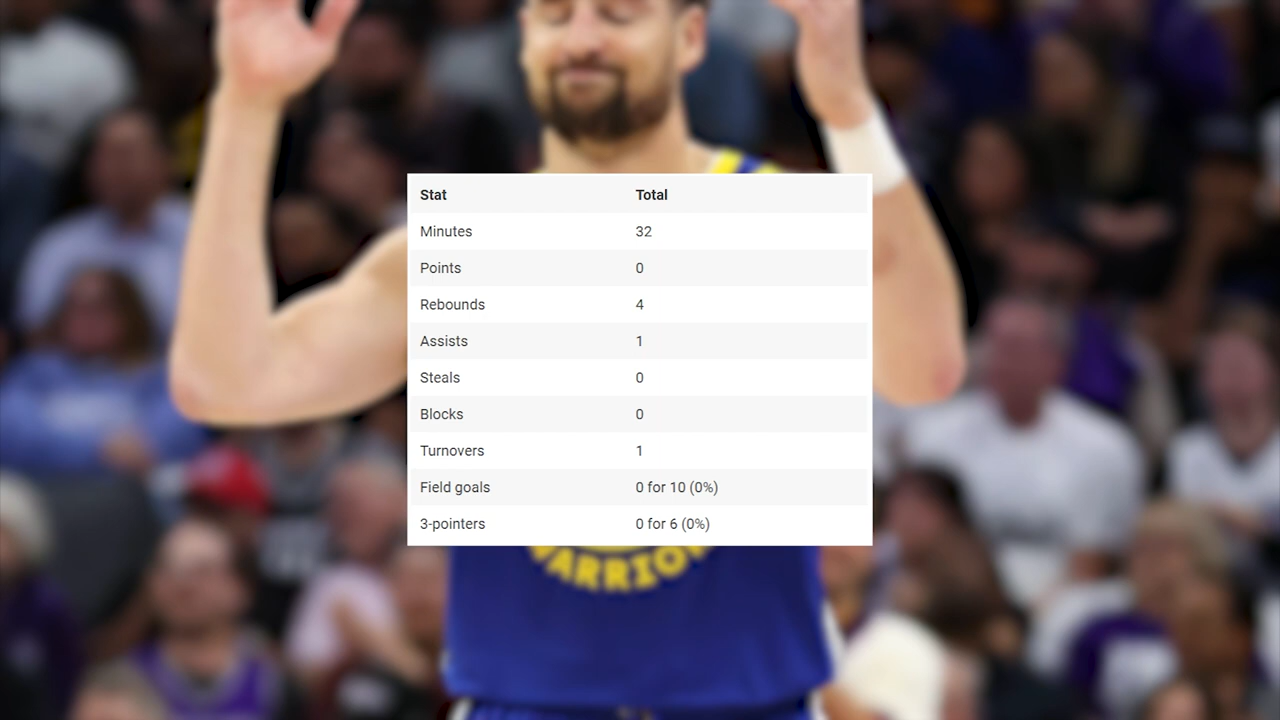 Stat Total
Minutes 32
Points 0
Rebounds 4
Assists 1
Steals 0
Blocks 0
Turnovers 1
Field goals 0 for 10 (0%)
3-pointers 0 for 6 (0%)
WARRIORS